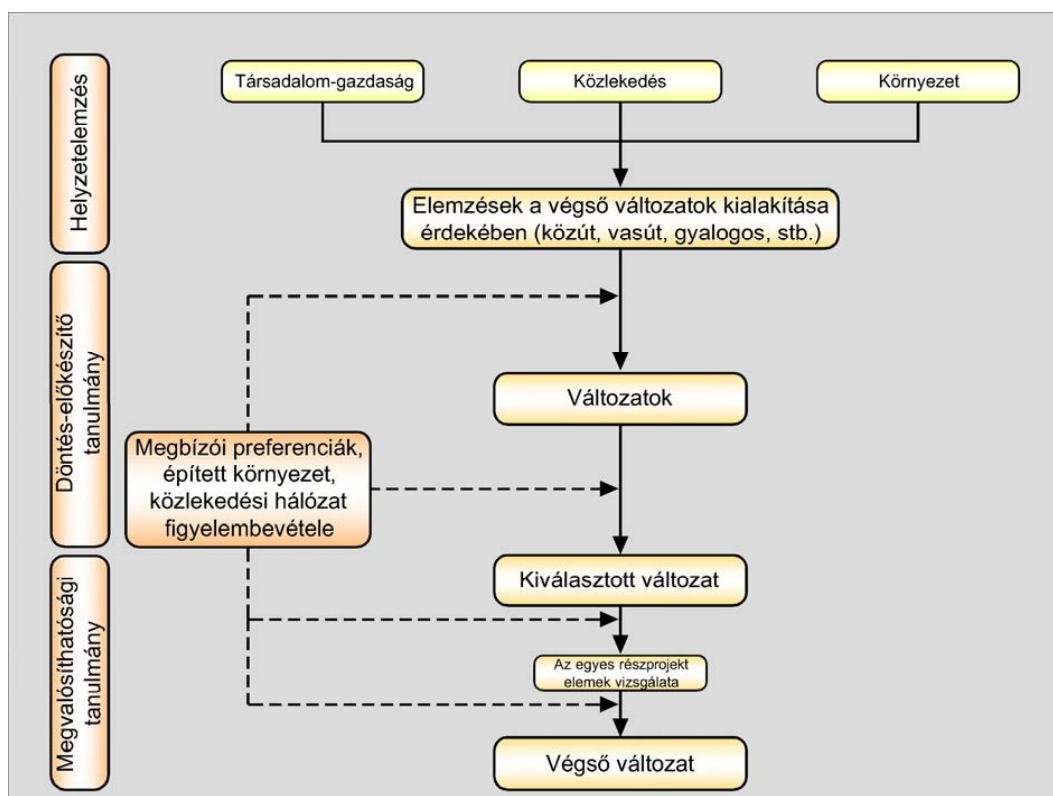 Helyzetelemzés
Társadalom-gazdaság
Közlekedés
Környezet
Elemzések a végső változatok kialakítása
érdekében (közút, vasút, gyalogos, stb.)
Döntés-előkészítő
tanulmány
Változatok
Megbízói preferenciák,
épített környezet,
közlekedési hálózat
figyelembevétele
Megvalósíthatósági
tanulmány
Kiválasztott változat
Az egyes részprojekt
elemek vizsgálata
Végső változat